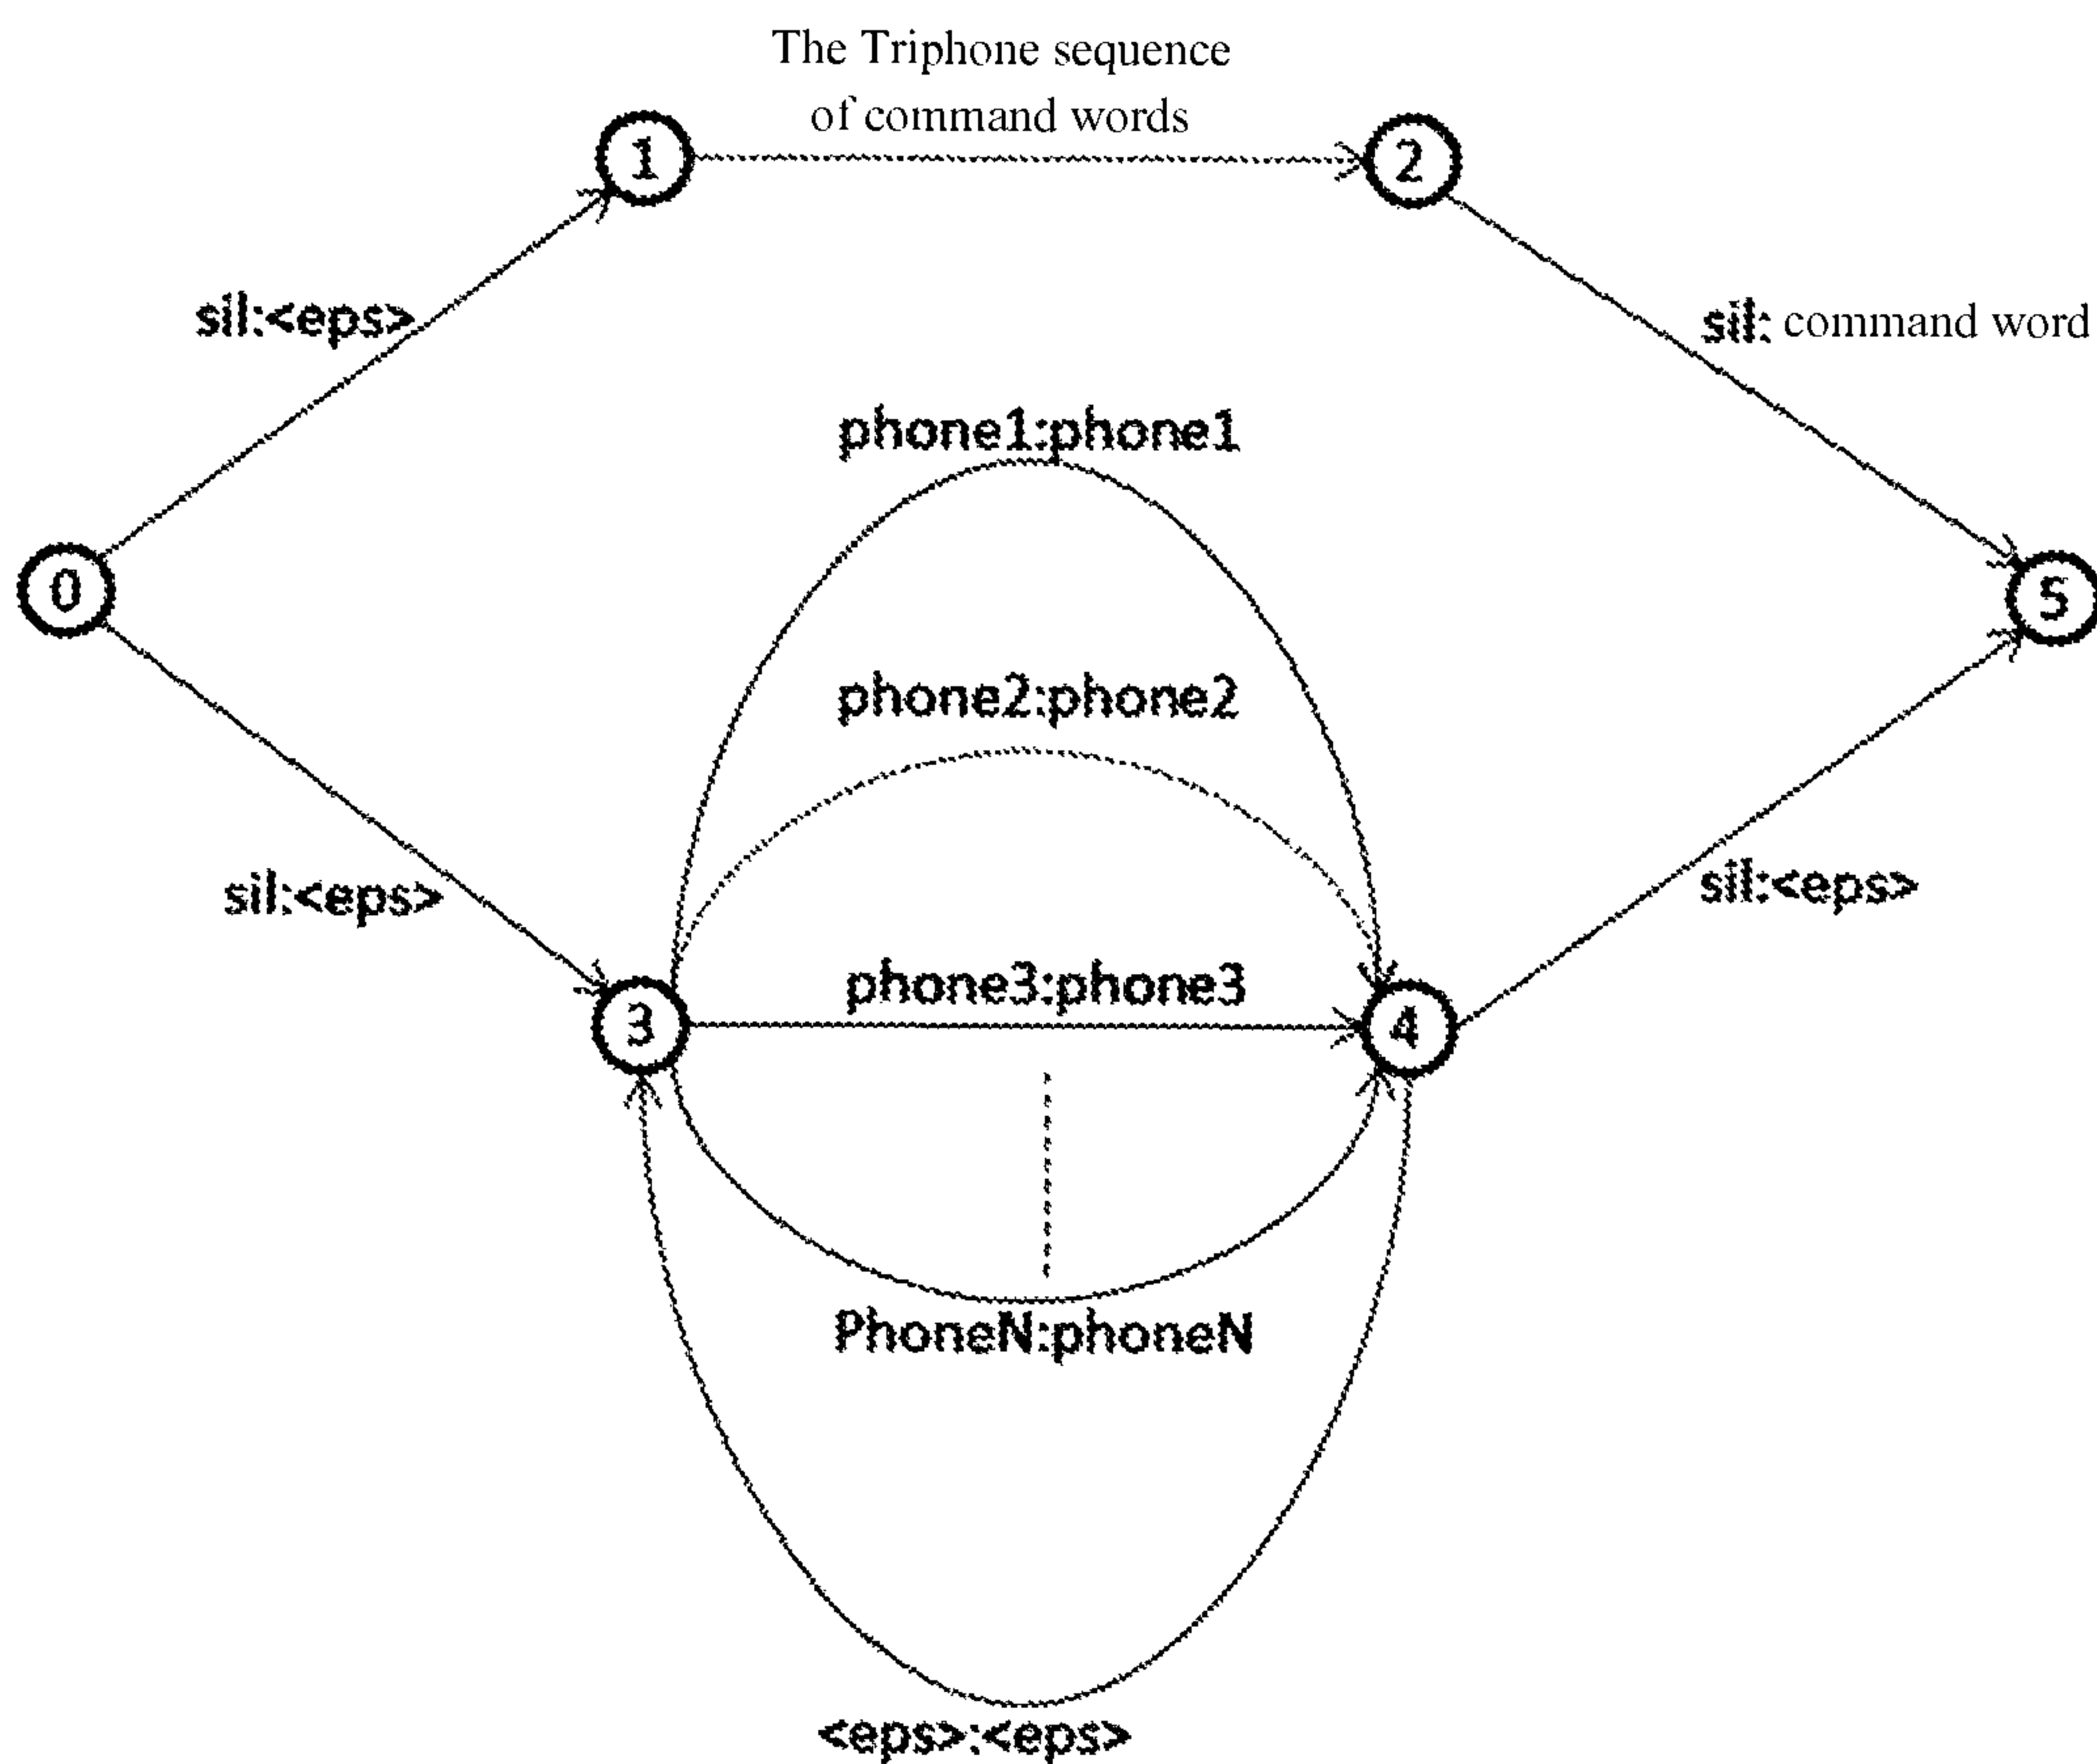 The Triphone sequence
of command words
1
2
sil:<eps>
sil: command word
phone1:phone1
0
5
phone2:phone2
sil:<eps>
sil:<eps>
phone3:phone3
3
4
PhoneN:phoneN
<eps>:<eps>